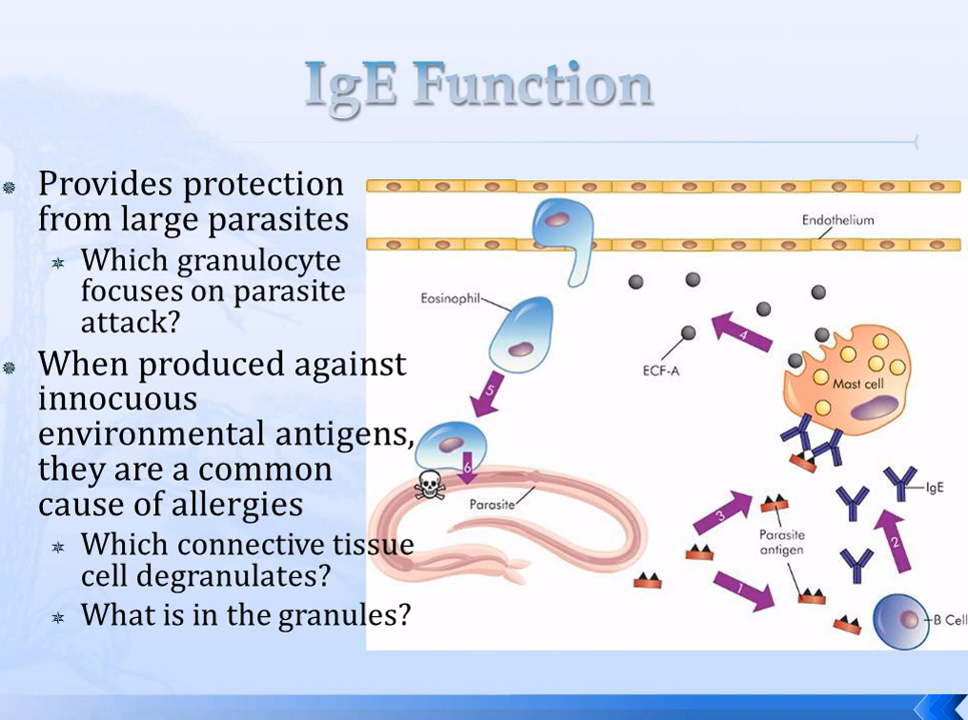 IgE Function
Provides protection
from large parasites
Which granulocyte
focuses on parasite
attack?
When produced against
innocuous
environmental antigens,
they are a common
cause of allergies
Which connective tissue
cell degranulates?
What is in the granules?
Endothelium
Eosinophil
ECF-A
4
Mast cell
5
6
Parasite
IgE
3
Parasite
antigen
2
1
B Cell